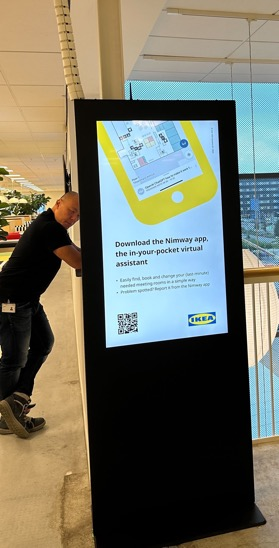 Download the Nimway app,
the in-your-pocket virtual
assistant
• Easily find, book and change your (last-minute)
needed meeting rooms in a simple way
• Problem spotted? Report it from the Nimway app
IKEA